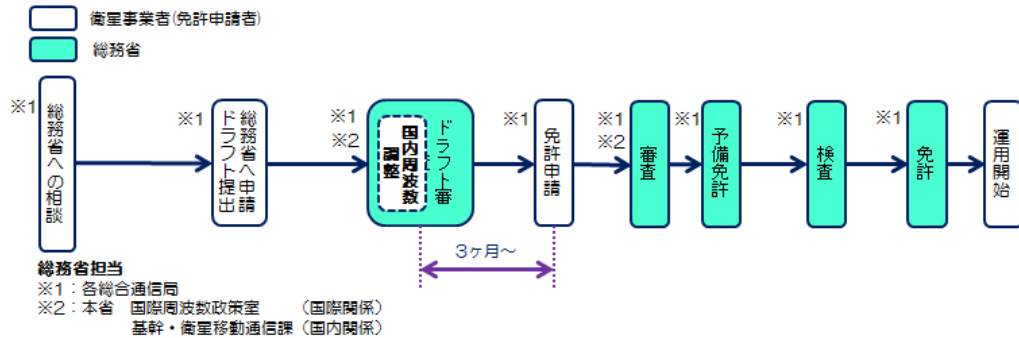 衛星事業者(免許申請者)
総務省
※1
総務省への相談
※1
総務省へ申請
ドラフト提出
※1
※2
ドラフト審
国内周波数
調整
※1
免許申請
※1
※2
審査
※1
予備免許
※1
検査
※1
免許
運用開始
3ヶ月～
総務省担当
※1：各総合通信局
※2：本省　国際周波数政策室　　（国際関係）
基幹・衛星移動通信課（国内関係）